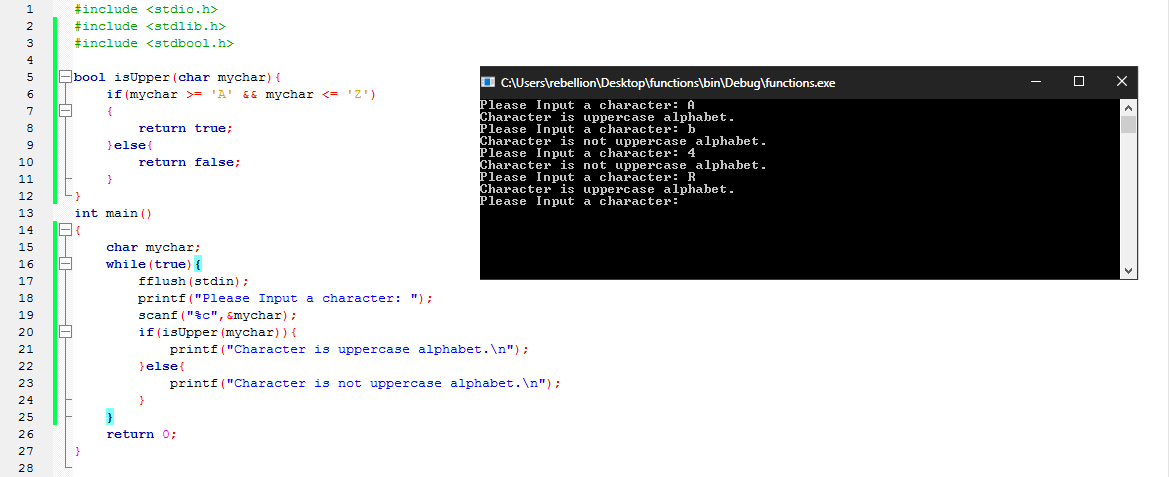 1 #include <stdio.h>
2 #include <stdlib.h>
3 #include <stdbool.h>
4
5 bool isUpper(char mychar){
6 if(mychar >= 'A' && mychar <= 'Z')
7 {
8 return true;
9 }else{
10 return false;
11 }
12 }
13 int main()
14 {
15 char mychar;
16 while(true){
17 fflush(stdin);
18 printf("Please Input a character: ");
19 scanf("%c",&mychar);
20 if(isUpper(mychar)){
21 printf("Character is uppercase alphabet.\n");
22 }else{
23 printf("Character is not uppercase alphabet.\n");
24 }
25 }
26 return 0;
27 }
28
C:\Users\rebellion\Desktop\functions\bin\Debug\functions.exe
Please Input a character: A
Character is uppercase alphabet.
Please Input a character: b
Character is not uppercase alphabet.
Please Input a character: 4
Character is not uppercase alphabet.
Please Input a character: R
Character is uppercase alphabet.
Please Input a character: